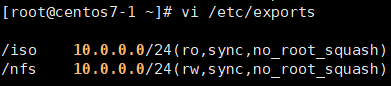 [root@centos7-1 ~]# vi /etc/exports
/iso    10.0.0.0/24(ro,sync,no_root_squash)
/nfs    10.0.0.0/24(rw,sync,no_root_squash)